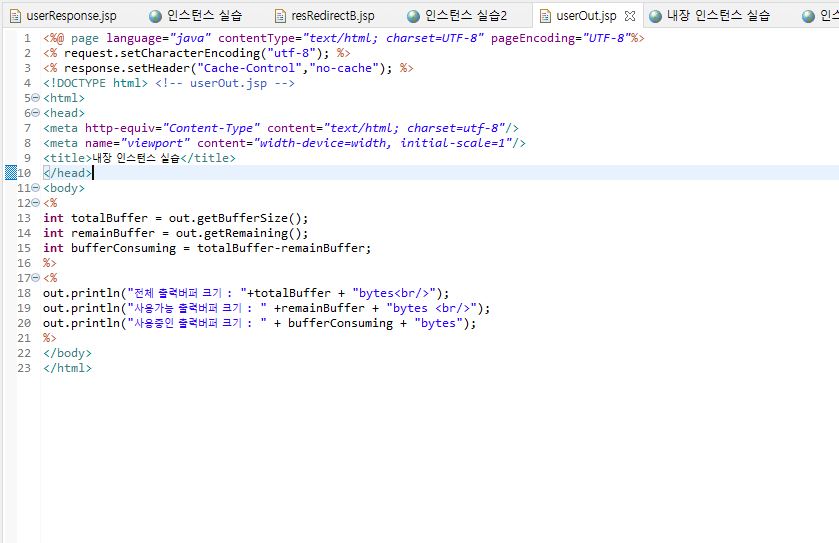 userResponse.jsp 인스턴스 실습 resRedirectB.jsp 인스턴스 실습2 userOut.jsp 내장 인스턴스 실습 인스
1 <%@ page language="java" contentType="text/html; charset=UTF-8" pageEncoding="UTF-8"%>
2 <% request.setCharacterEncoding("utf-8"); %>
3 <% response.setHeader("Cache-Control","no-cache"); %>
4 <!DOCTYPE html> <!-- userOut.jsp -->
5 <html>
6 <head>
7 <meta http-equiv="Content-Type" content="text/html; charset=utf-8"/>
8 <meta name="viewport" content="width-device=width, initial-scale=1"/>
9 <title>내장 인스턴스 실습</title>
10 </head>
11 <body>
12 <%
13 int totalBuffer = out.getBufferSize();
14 int remainBuffer = out.getRemaining();
15 int bufferConsuming = totalBuffer-remainBuffer;
16 %>
17 <%
18 out.println("전체 출력버퍼 크기 : "+totalBuffer + "bytes<br/>");
19 out.println("사용가능 출력버퍼 크기 : " +remainBuffer + "bytes <br/>");
20 out.println("사용중인 출력버퍼 크기 : " + bufferConsuming + "bytes");
21 %>
22 </body>
23 </html>